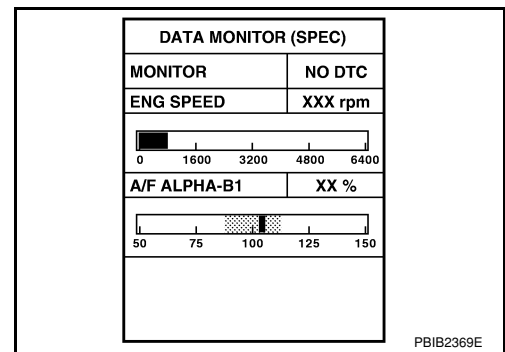 DATA MONITOR (SPEC)
MONITOR NO DTC
ENG SPEED XXX rpm
0 1600 3200 4800 6400
A/F ALPHA-B1 XX %
50 75 100 125 150
PBIB2369E